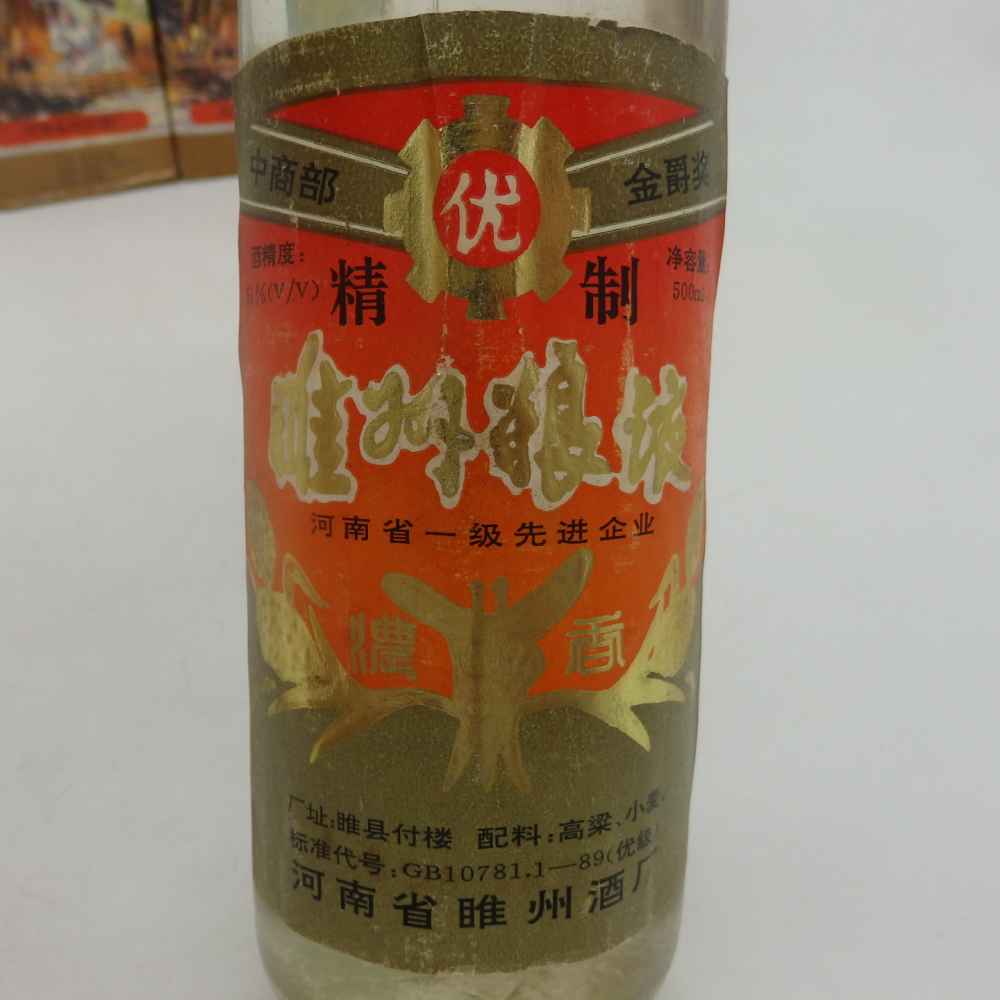 中商部 优 金爵奖
酒精度: 净容量:
%(V/V) 500ml
精 制
睢州粮液
河南省一级先进企业
濃 香
厂址:睢县付楼 配料:高粱、小麦、
标准代号:GB10781.1—89(优级)
河南省睢州酒厂